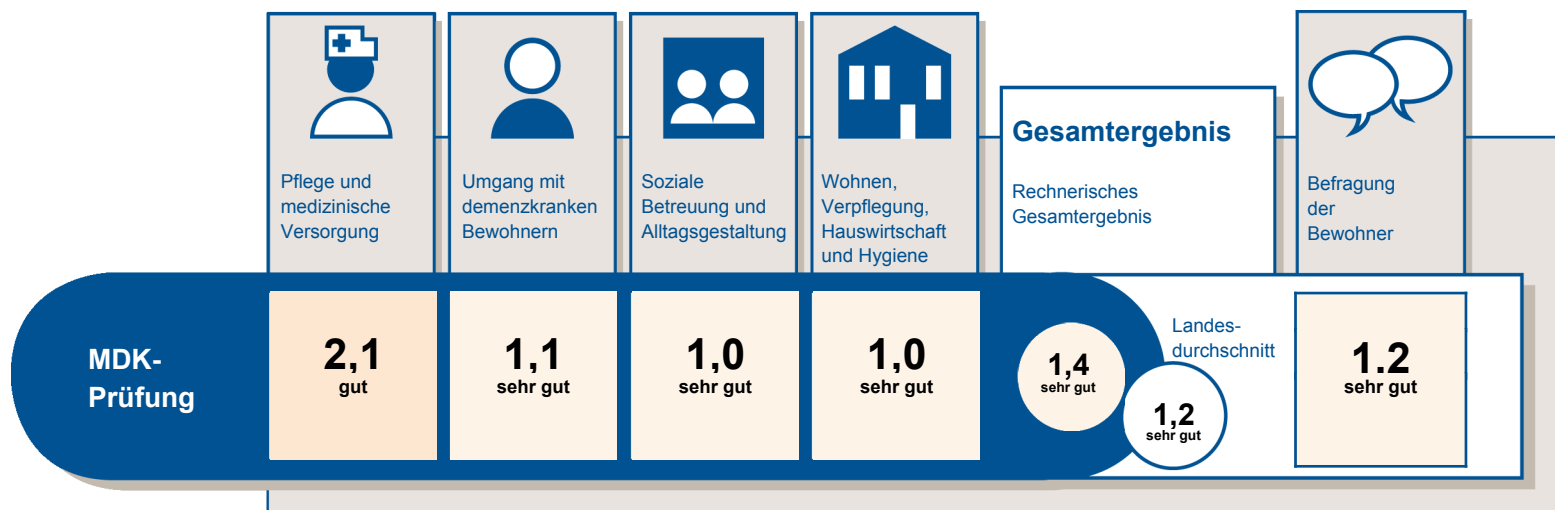 Pflege und
medizinische
Versorgung
Umgang mit
demenzkranken
Bewohnern
Soziale
Betreuung und
Alltagsgestaltung
Wohnen,
Verpflegung,
Hauswirtschaft
und Hygiene
Gesamtergebnis
Rechnerisches
Gesamtergebnis
Befragung
der
Bewohner
MDK-
Prüfung
2,1
gut
1,1
sehr gut
1,0
sehr gut
1,0
sehr gut
1,4
sehr gut
Landes-
durchschnitt
1,2
sehr gut
1.2
sehr gut